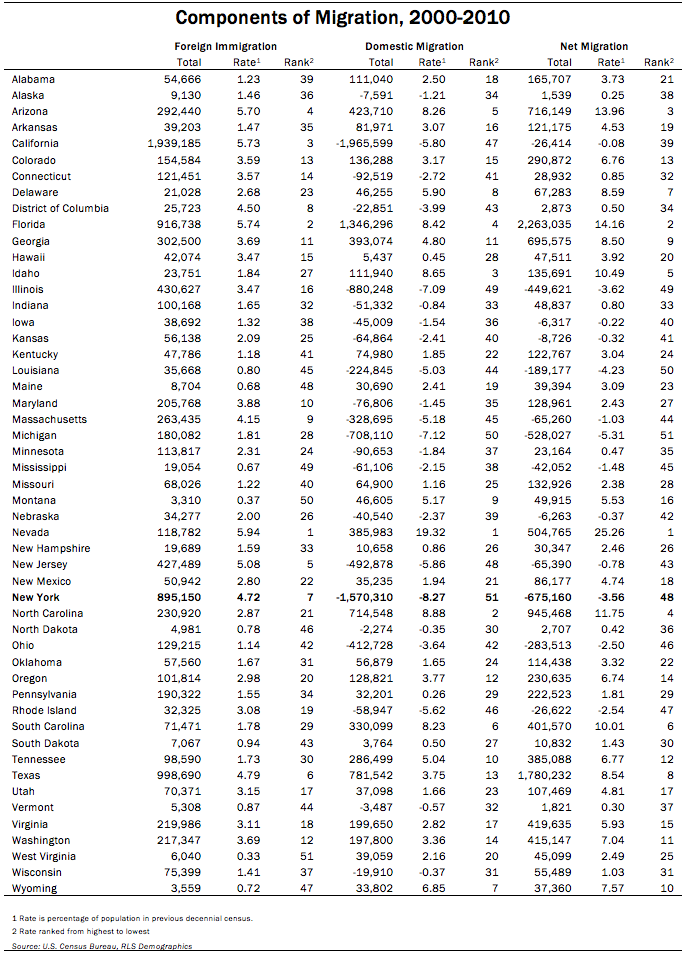 Components of Migration, 2000-2010
Foreign Immigration Domestic Migration Net Migration
Total Rate¹ Rank² Total Rate¹ Rank² Total Rate¹ Rank²
Alabama 54,666 1.23 39 111,040 2.50 18 165,707 3.73 21
Alaska 9,130 1.46 36 -7,591 -1.21 34 1,539 0.25 38
Arizona 292,440 5.70 4 423,710 8.26 5 716,149 13.96 3
Arkansas 39,203 1.47 35 81,971 3.07 16 121,175 4.53 19
California 1,939,185 5.73 3 -1,965,599 -5.80 47 -26,414 -0.08 39
Colorado 154,584 3.59 13 136,288 3.17 15 290,872 6.76 13
Connecticut 121,451 3.57 14 -92,519 -2.72 41 28,932 0.85 32
Delaware 21,028 2.68 23 46,255 5.90 8 67,283 8.59 7
District of Columbia 25,723 4.50 8 -22,851 -3.99 43 2,873 0.50 34
Florida 916,738 5.74 2 1,346,296 8.42 4 2,263,035 14.16 2
Georgia 302,500 3.69 11 393,074 4.80 11 695,575 8.50 9
Hawaii 42,074 3.47 15 5,437 0.45 28 47,511 3.92 20
Idaho 23,751 1.84 27 111,940 8.65 3 135,691 10.49 5
Illinois 430,627 3.47 16 -880,248 -7.09 49 -449,621 -3.62 49
Indiana 100,168 1.65 32 -51,332 -0.84 33 48,837 0.80 33
Iowa 38,692 1.32 38 -45,009 -1.54 36 -6,317 -0.22 40
Kansas 56,138 2.09 25 -64,864 -2.41 40 -8,726 -0.32 41
Kentucky 47,786 1.18 41 74,980 1.85 22 122,767 3.04 24
Louisiana 35,668 0.80 45 -224,845 -5.03 44 -189,177 -4.23 50
Maine 8,704 0.68 48 30,690 2.41 19 39,394 3.09 23
Maryland 205,768 3.88 10 -76,806 -1.45 35 128,961 2.43 27
Massachusetts 263,435 4.15 9 -328,695 -5.18 45 -65,260 -1.03 44
Michigan 180,082 1.81 28 -708,110 -7.12 50 -528,027 -5.31 51
Minnesota 113,817 2.31 24 -90,653 -1.84 37 23,164 0.47 35
Mississippi 19,054 0.67 49 -61,106 -2.15 38 -42,052 -1.48 45
Missouri 68,026 1.22 40 64,900 1.16 25 132,926 2.38 28
Montana 3,310 0.37 50 46,605 5.17 9 49,915 5.53 16
Nebraska 34,277 2.00 26 -40,540 -2.37 39 -6,263 -0.37 42
Nevada 118,782 5.94 1 385,983 19.32 1 504,765 25.26 1
New Hampshire 19,689 1.59 33 10,658 0.86 26 30,347 2.46 26
New Jersey 427,489 5.08 5 -492,878 -5.86 48 -65,390 -0.78 43
New Mexico 50,942 2.80 22 35,235 1.94 21 86,177 4.74 18
New York 895,150 4.72 7 -1,570,310 -8.27 51 -675,160 -3.56 48
North Carolina 230,920 2.87 21 714,548 8.88 2 945,468 11.75 4
North Dakota 4,981 0.78 46 -2,274 -0.35 30 2,707 0.42 36
Ohio 129,215 1.14 42 -412,728 -3.64 42 -283,513 -2.50 46
Oklahoma 57,560 1.67 31 56,879 1.65 24 114,438 3.32 22
Oregon 101,814 2.98 20 128,821 3.77 12 230,635 6.74 14
Pennsylvania 190,322 1.55 34 32,201 0.26 29 222,523 1.81 29
Rhode Island 32,325 3.08 19 -58,947 -5.62 46 -26,622 -2.54 47
South Carolina 71,471 1.78 29 330,099 8.23 6 401,570 10.01 6
South Dakota 7,067 0.94 43 3,764 0.50 27 10,832 1.43 30
Tennessee 98,590 1.73 30 286,499 5.04 10 385,088 6.77 12
Texas 998,690 4.79 6 781,542 3.75 13 1,780,232 8.54 8
Utah 70,371 3.15 17 37,098 1.66 23 107,469 4.81 17
Vermont 5,308 0.87 44 -3,487 -0.57 32 1,821 0.30 37
Virginia 219,986 3.11 18 199,650 2.82 17 419,635 5.93 15
Washington 217,347 3.69 12 197,800 3.36 14 415,147 7.04 11
West Virginia 6,040 0.33 51 39,059 2.16 20 45,099 2.49 25
Wisconsin 75,399 1.41 37 -19,910 -0.37 31 55,489 1.03 31
Wyoming 3,559 0.72 47 33,802 6.85 7 37,360 7.57 10
1 Rate is percentage of population in previous decennial census.
2 Rate ranked from highest to lowest
Source: U.S. Census Bureau, RLS Demographics